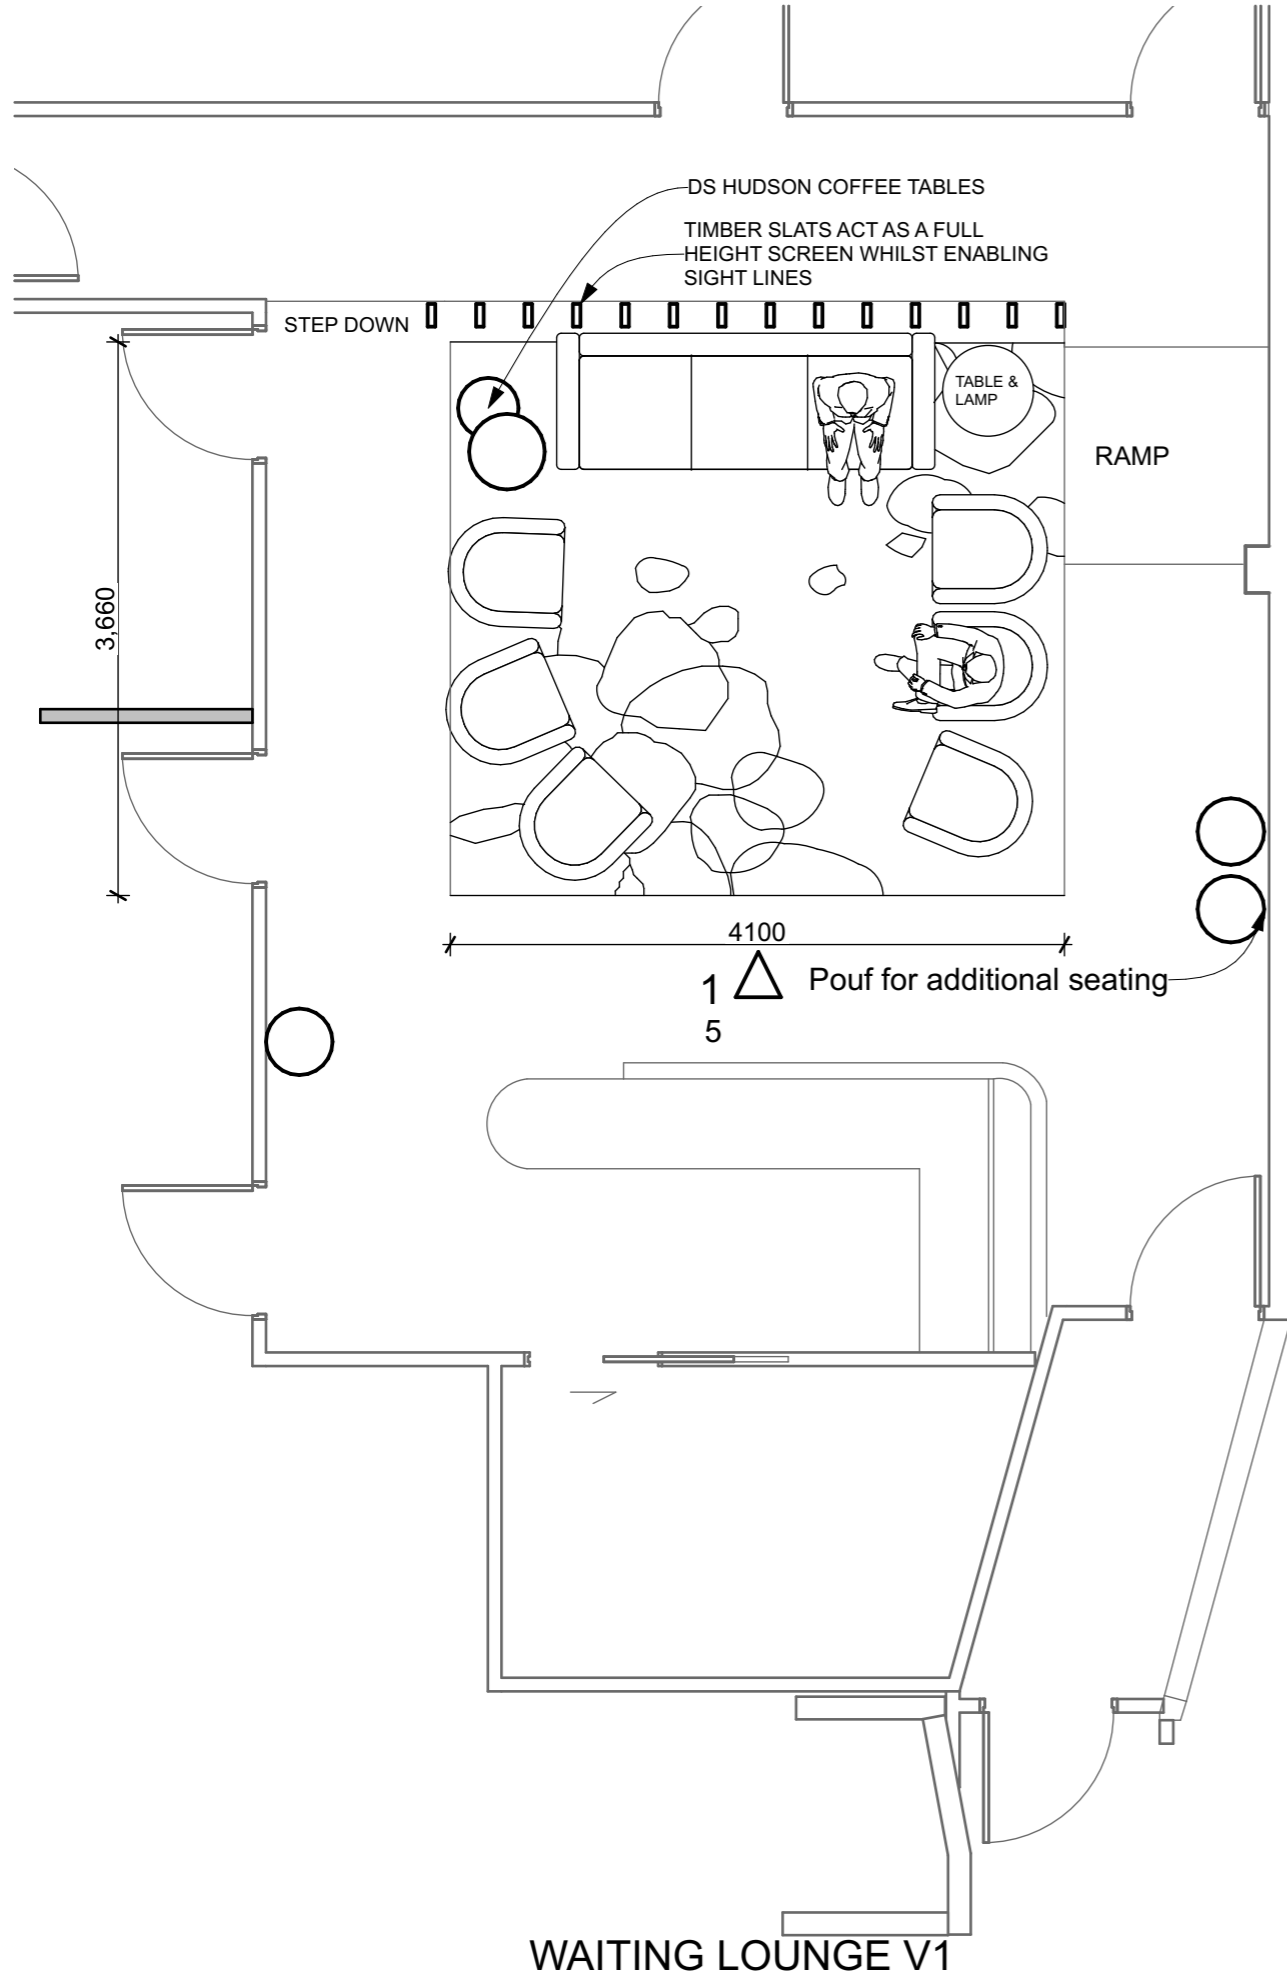 DS HUDSON COFFEE TABLES
TIMBER SLATS ACT AS A FULL
HEIGHT SCREEN WHILST ENABLING
SIGHT LINES
STEP DOWN
TABLE &
LAMP
RAMP
3,660
4100
1
Pouf for additional seating
5
WAITING LOUNGE V1